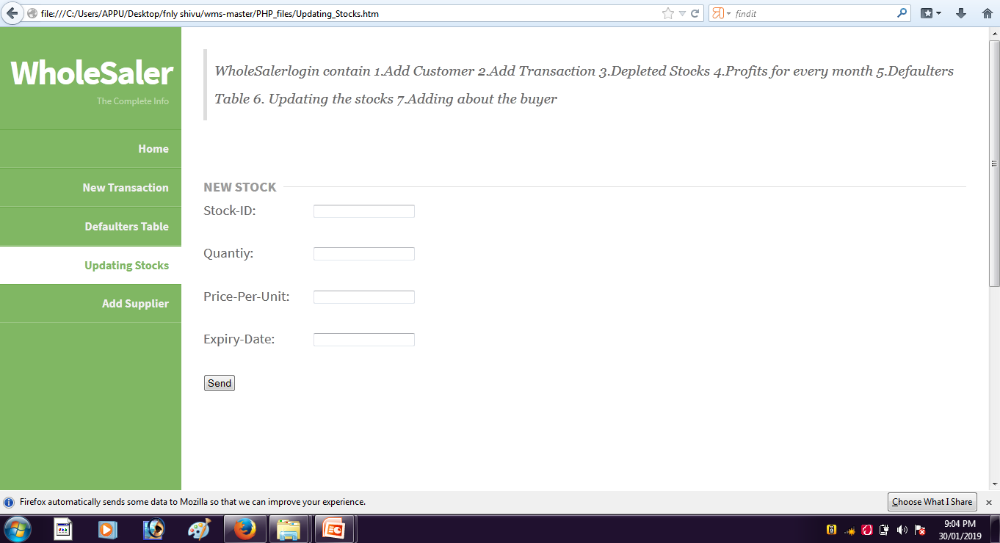 file:///C:/Users/APPU/Desktop/fnly shivu/wms-master/PHP_files/Updating_Stocks.htm
findit
WholeSaler
The Complete Info
Home
New Transaction
Defaulters Table
Updating Stocks
Add Supplier
WholeSalerlogin contain 1.Add Customer 2.Add Transaction 3.Depleted Stocks 4.Profits for every month 5.Defaulters
Table 6. Updating the stocks 7.Adding about the buyer
NEW STOCK
Stock-ID:
Quantiy:
Price-Per-Unit:
Expiry-Date:
Send
Firefox automatically sends some data to Mozilla so that we can improve your experience.
Choose What I Share
9:04 PM
30/01/2019